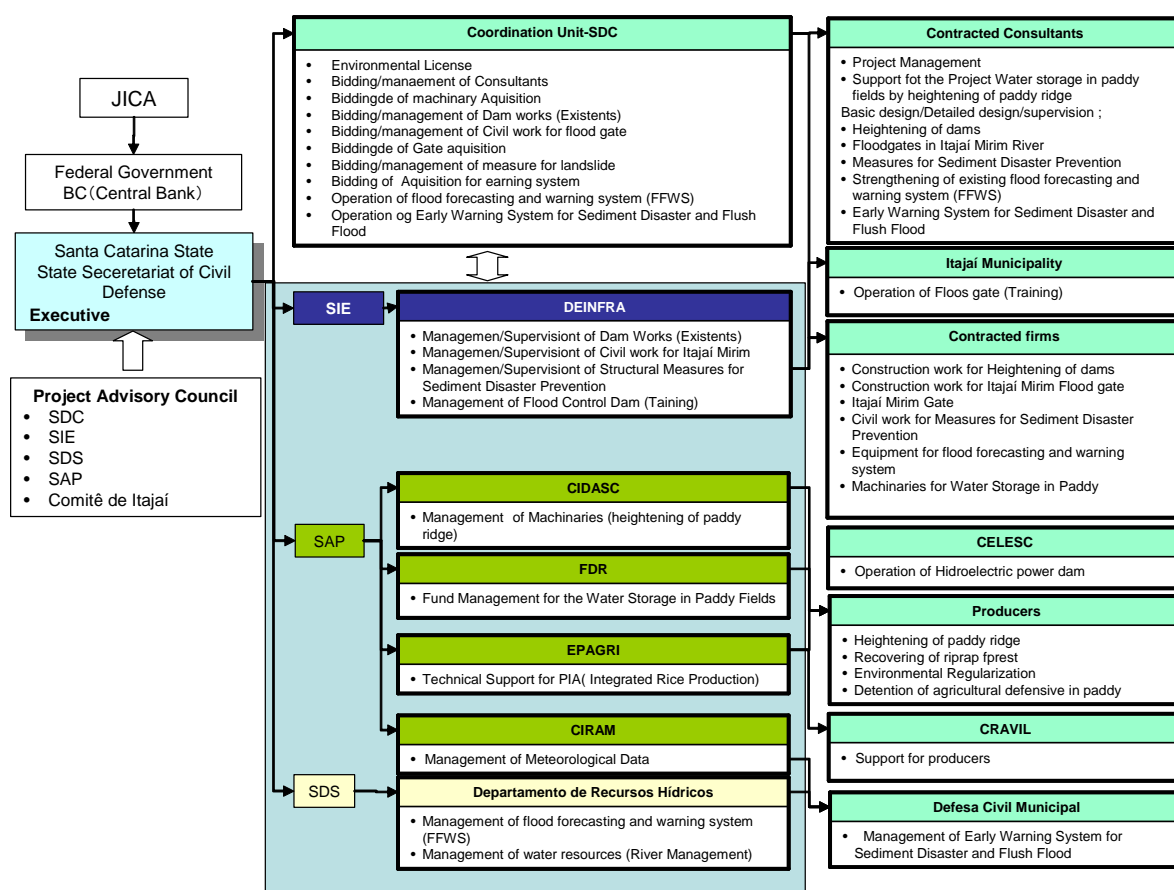 JICA
Federal Government
BC(Central Bank)
Santa Catarina State
State Seceretariat of Civil
Defense
Executive
Project Advisory Council
• SDC
• SIE
• SDS
• SAP
• Comitê de Itajaí
Coordination Unit-SDC
• Environmental License
• Bidding/manaement of Consultants
• Biddingde of machinary Aquisition
• Bidding/management of Dam works (Existents)
• Bidding/management of Civil work for flood gate
• Biddingde of Gate aquisition
• Bidding/management of measure for landslide
• Bidding of Aquisition for earning system
• Operation of flood forecasting and warning system (FFWS)
• Operation og Early Warning System for Sediment Disaster and Flush
Flood
SIE
DEINFRA
• Managemen/Supervisiont of Dam Works (Existents)
• Managemen/Supervisiont of Civil work for Itajaí Mirim
• Managemen/Supervisiont of Structural Measures for
Sediment Disaster Prevention
• Management of Flood Control Dam (Taining)
SAP
CIDASC
• Management of Machinaries (heightening of paddy
ridge)
FDR
• Fund Management for the Water Storage in Paddy Fields
EPAGRI
• Technical Support for PIA( Integrated Rice Production)
CIRAM
• Management of Meteorological Data
SDS
Departamento de Recursos Hídricos
• Management of flood forecasting and warning system
(FFWS)
• Management of water resources (River Management)
Contracted Consultants
• Project Management
• Support fot the Project Water storage in paddy
fields by heightening of paddy ridge
Basic design/Detailed design/supervision ;
• Heightening of dams
• Floodgates in Itajaí Mirim River
• Measures for Sediment Disaster Prevention
• Strengthening of existing flood forecasting and
warning system (FFWS)
• Early Warning System for Sediment Disaster and
Flush Flood
Itajaí Municipality
• Operation of Floos gate (Training)
Contracted firms
• Construction work for Heightening of dams
• Construction work for Itajaí Mirim Flood gate
• Itajaí Mirim Gate
• Civil work for Measures for Sediment Disaster
Prevention
• Equipment for flood forecasting and warning
system
• Machinaries for Water Storage in Paddy
CELESC
• Operation of Hidroelectric power dam
Producers
• Heightening of paddy ridge
• Recovering of riprap fprest
• Environmental Regularization
• Detention of agricultural defensive in paddy
CRAVIL
• Support for producers
Defesa Civil Municipal
• Management of Early Warning System for
Sediment Disaster and Flush Flood